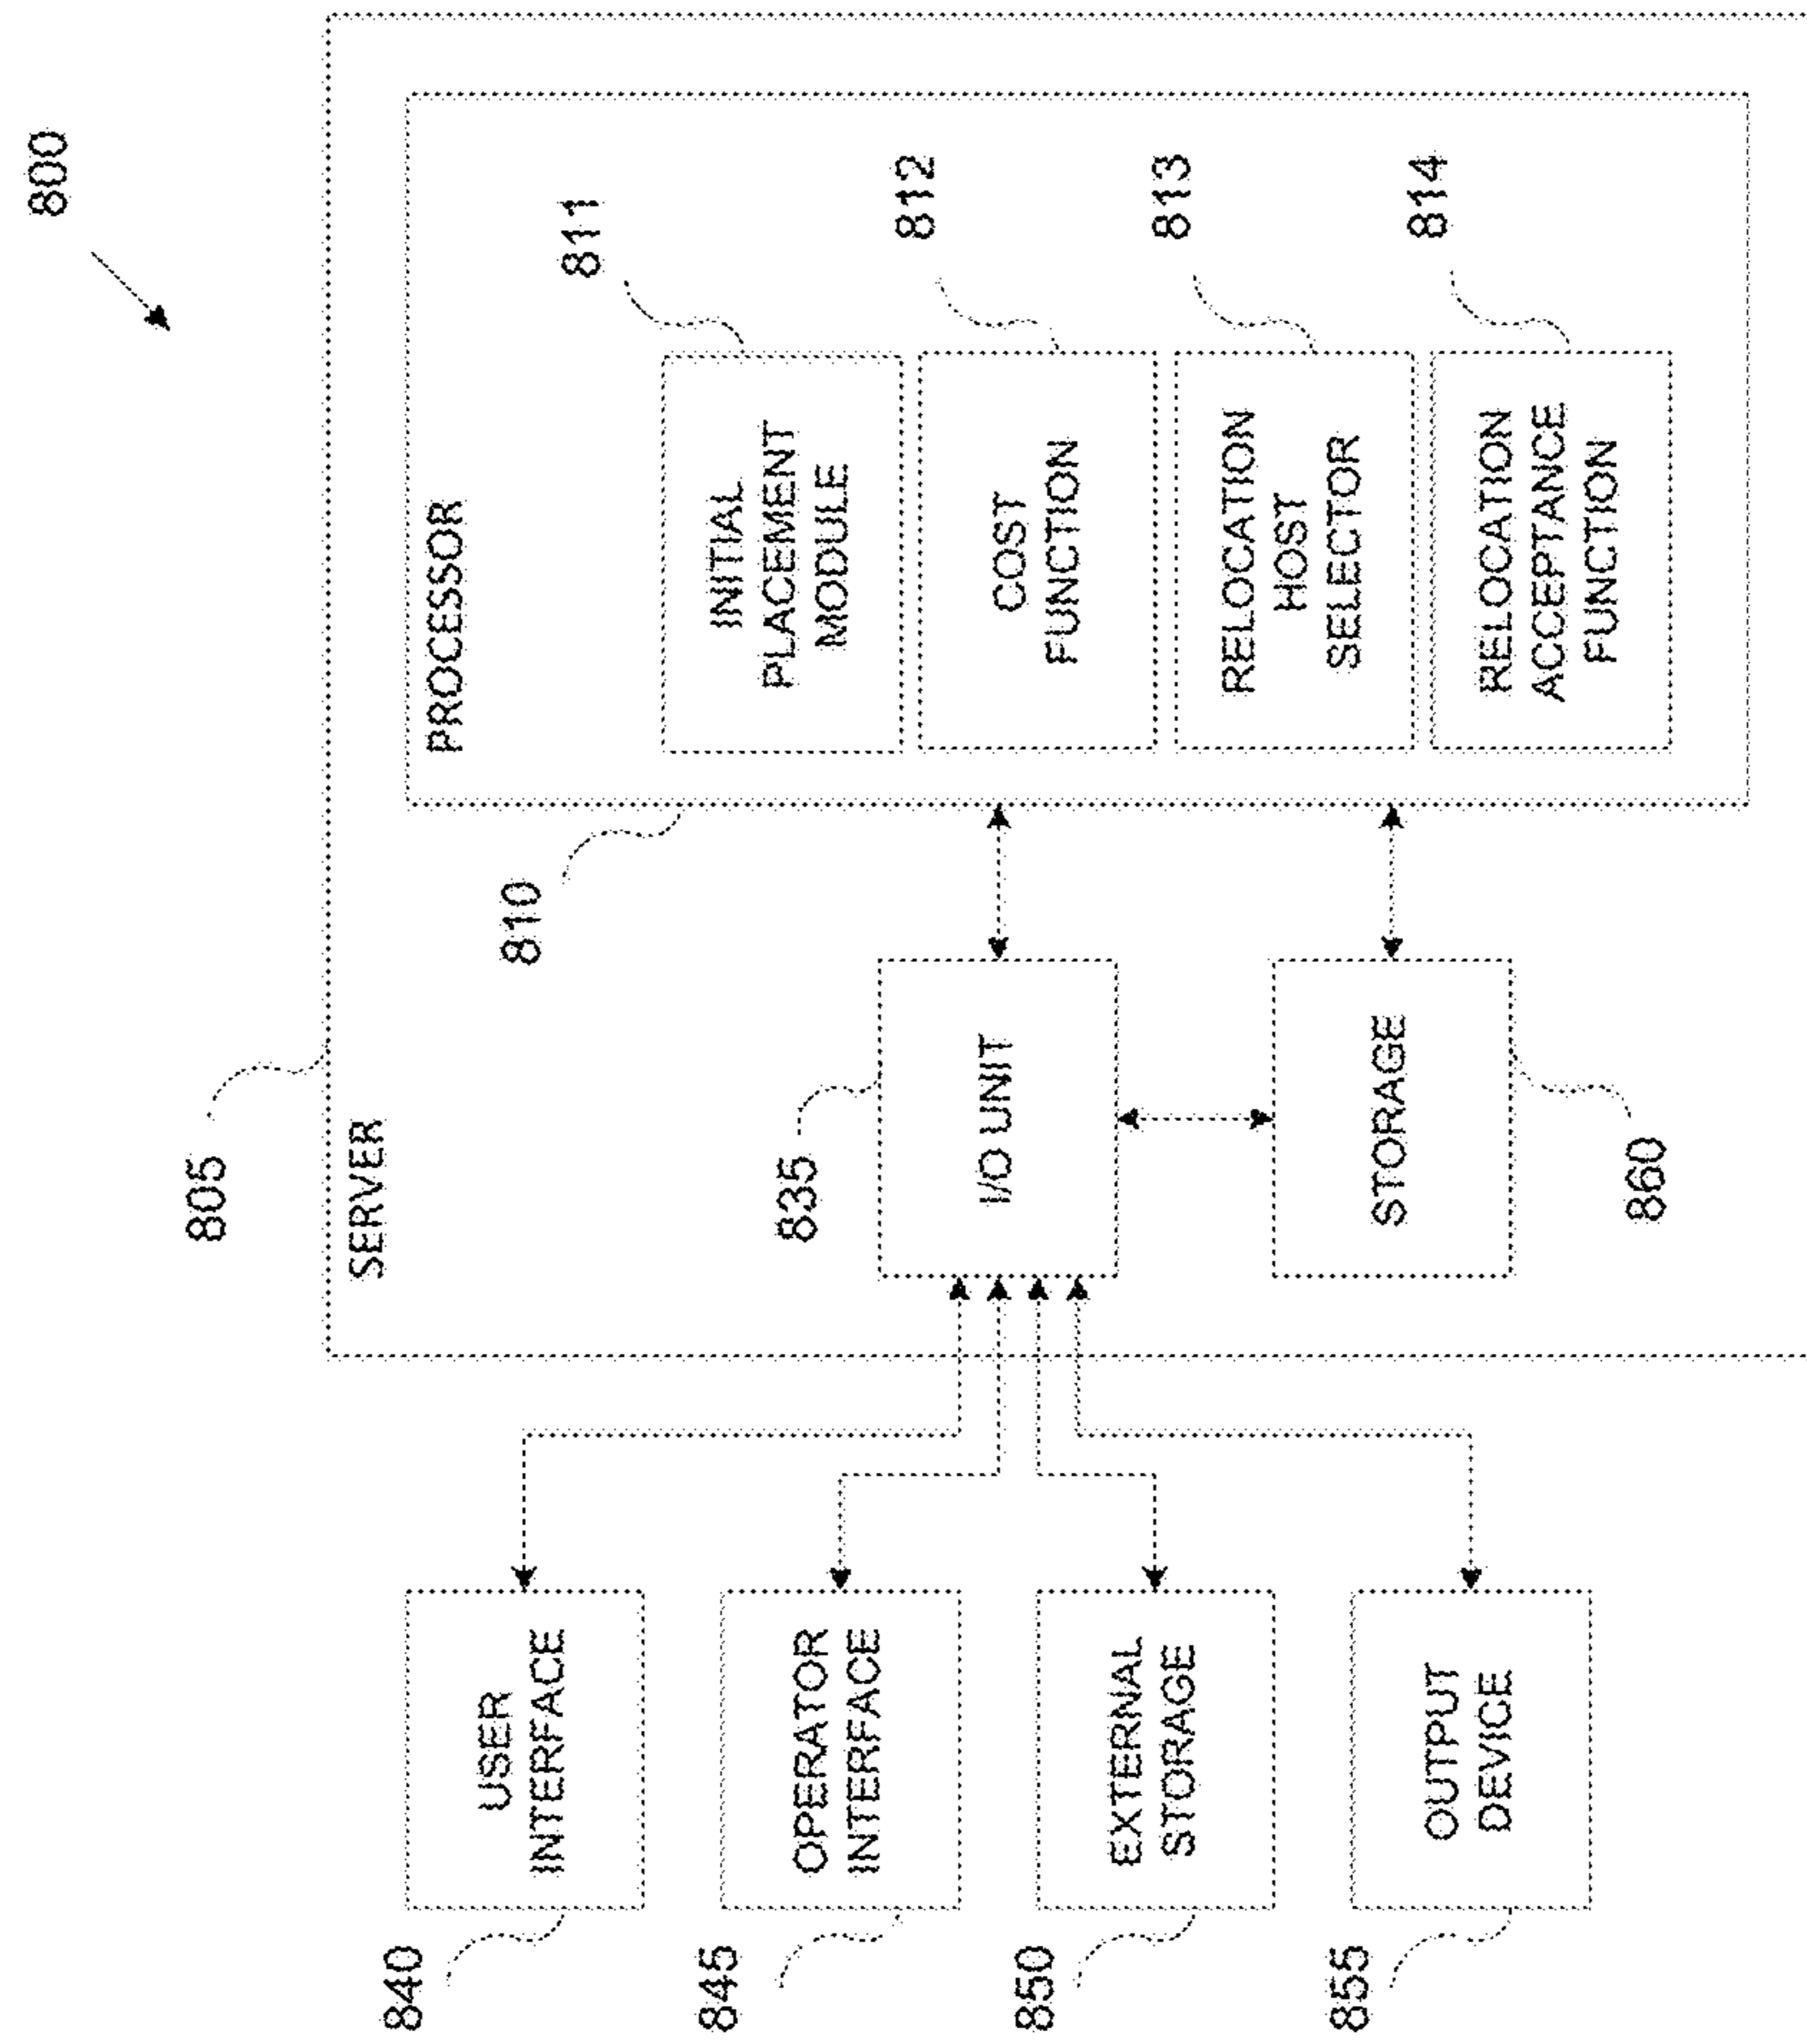 800
805
SERVER
PROCESSOR
810
811
INITIAL
PLACEMENT
MODULE
812
COST
FUNCTION
813
RELOCATION
HOST
SELECTOR
814
RELOCATION
ACCEPTANCE
FUNCTION
835
I/O UNIT
STORAGE
860
840
USER
INTERFACE
845
OPERATOR
INTERFACE
850
EXTERNAL
STORAGE
855
OUTPUT
DEVICE